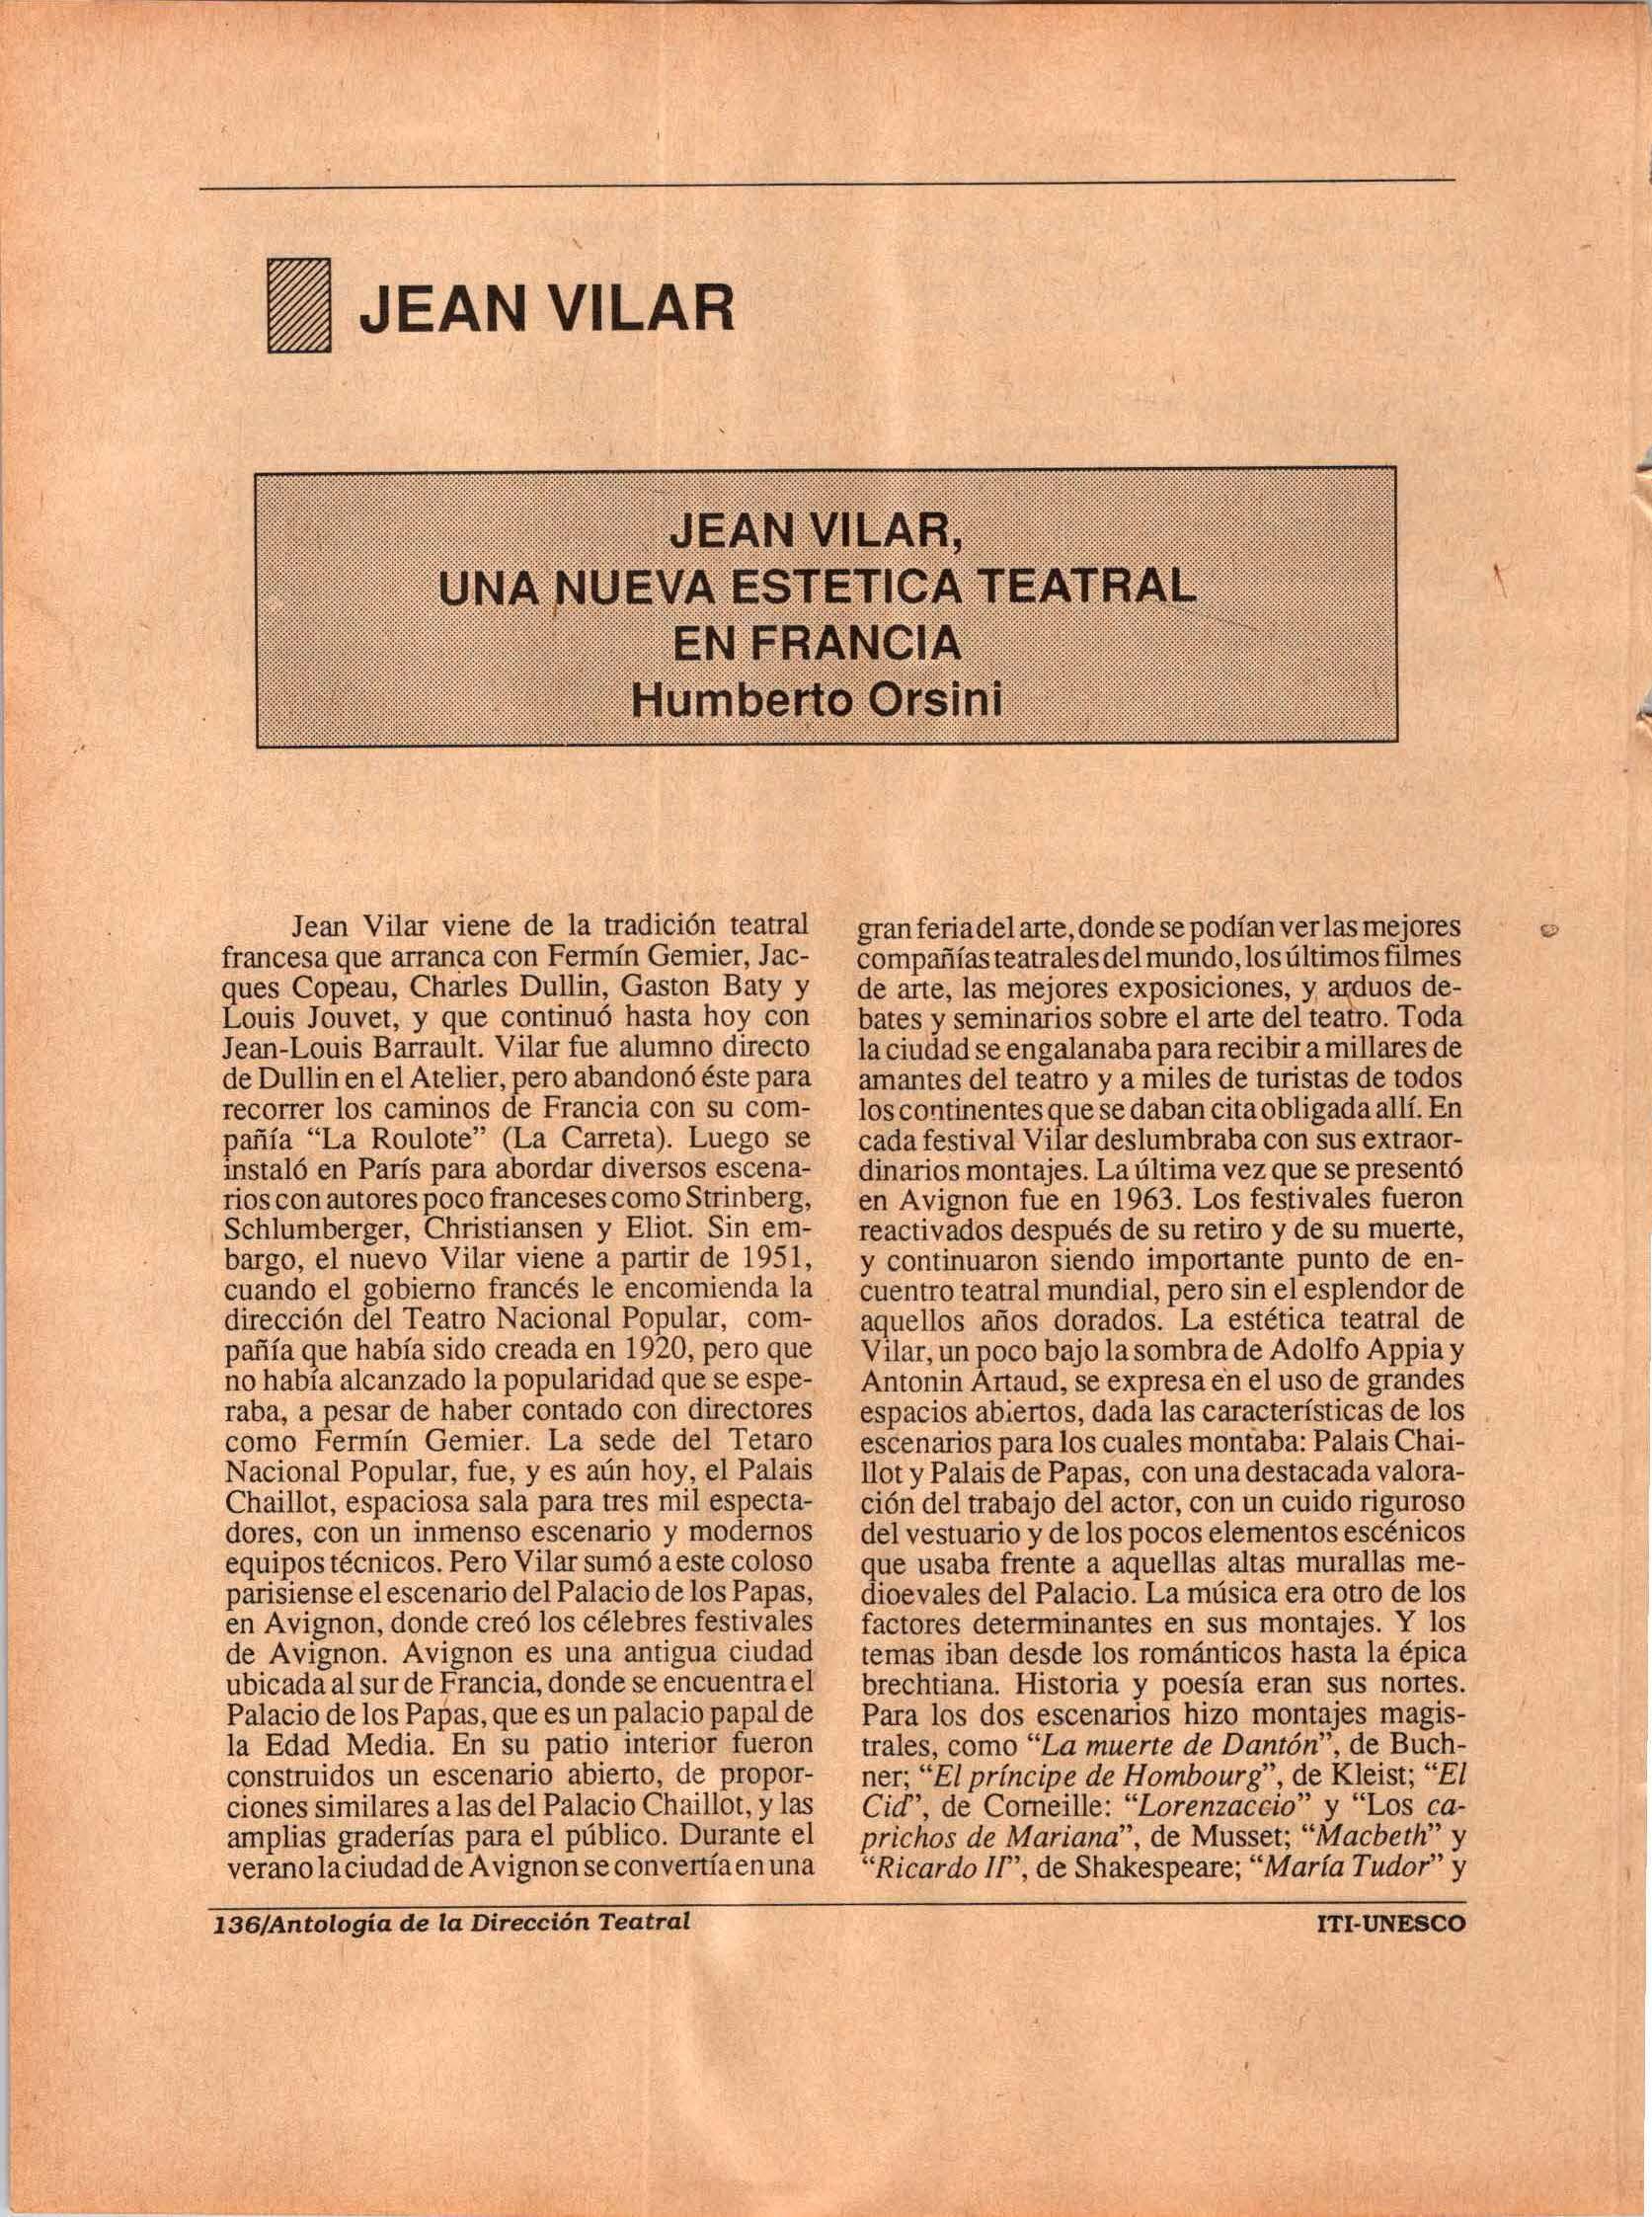 JEAN VILAR
JEAN VILAR,
UNA NUEVA ESTETICA TEATRAL
EN FRANCIA
Humberto Orsini
Jean Vilar viene de la tradición teatral
francesa que arranca con Fermín Gemier, Jac-
ques Copeau, Charles Dullin, Gaston Baty y
Louis Jouvet, y que continuó hasta hoy con
Jean-Louis Barrault. Vilar fue alumno directo
de Dullin en el Atelier, pero abandonó éste para
recorrer los caminos de Francia con su com-
pañía “La Roulote” (La Carreta). Luego se
instaló en París para abordar diversos escena-
rios con autores poco franceses como Strinberg,
Schlumberger, Christiansen y Eliot. Sin em-
bargo, el nuevo Vilar viene a partir de 1951,
cuando el gobierno francés le encomienda la
dirección del Teatro Nacional Popular, com-
pañía que había sido creada en 1920, pero que
no había alcanzado la popularidad que se espe-
raba, a pesar de haber contado con directores
como Fermín Gemier. La sede del Tetaro
Nacional Popular, fue, y es aún hoy, el Palais
Chaillot, espaciosa sala para tres mil especta-
dores, con un inmenso escenario y modernos
equipos técnicos. Pero Vilar sumó a este coloso
parisiense el escenario del Palacio de los Papas,
en Avignon, donde creó los célebres festivales
de Avignon. Avignon es una antigua ciudad
ubicada al sur de Francia, donde se encuentra el
Palacio de los Papas, que es un palacio papal de
la Edad Media. En su patio interior fueron
construidos un escenario abierto, de propor-
ciones similares a las del Palacio Chaillot, y las
amplias graderías para el público. Durante el
verano la ciudad de Avignon se convertía en una
gran feria del arte, donde se podían ver las mejores
compañías teatrales del mundo, los últimos filmes
de arte, las mejores exposiciones, y arduos de-
bates y seminarios sobre el arte del teatro. Toda
la ciudad se engalanaba para recibir a millares de
amantes del teatro y a miles de turistas de todos
los continentes que se daban cita obligada allí. En
cada festival Vilar deslumbraba con sus extraor-
dinarios montajes. La última vez que se presentó
en Avignon fue en 1963. Los festivales fueron
reactivados después de su retiro y de su muerte,
y continuaron siendo importante punto de en-
cuentro teatral mundial, pero sin el esplendor de
aquellos años dorados. La estética teatral de
Vilar, un poco bajo la sombra de Adolfo Appia y
Antonin Artaud, se expresa en el uso de grandes
espacios abiertos, dada las características de los
escenarios para los cuales montaba: Palais Chai-
llot y Palais de Papas, con una destacada valora-
ción del trabajo del actor, con un cuido riguroso
del vestuario y de los pocos elementos escénicos
que usaba frente a aquellas altas murallas me-
dioevales del Palacio. La música era otro de los
factores determinantes en sus montajes. Y los
temas iban desde los románticos hasta la épica
brechtiana. Historia y poesía eran sus nortes.
Para los dos escenarios hizo montajes magis-
trales, como “La muerte de Dantón”, de Buch-
ner; “El príncipe de Hombourg”, de Kleist; “El
Cid”, de Corneille: “Lorenzaccio” y “Los ca-
prichos de Mariana”, de Musset; “Macbeth” y
“Ricardo II”, de Shakespeare; “María Tudor” y
136/Antología de la Dirección Teatral
ITI-UNESCO